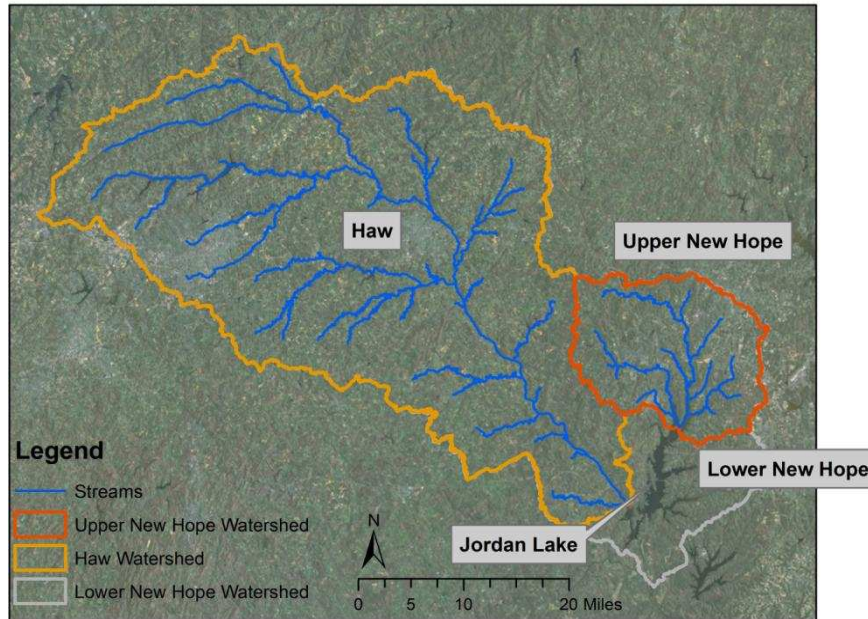 Haw
Upper New Hope
Lower New Hope
Jordan Lake
Legend
Streams
Upper New Hope Watershed
Haw Watershed
Lower New Hope Watershed
N
0 5 10 20 Miles